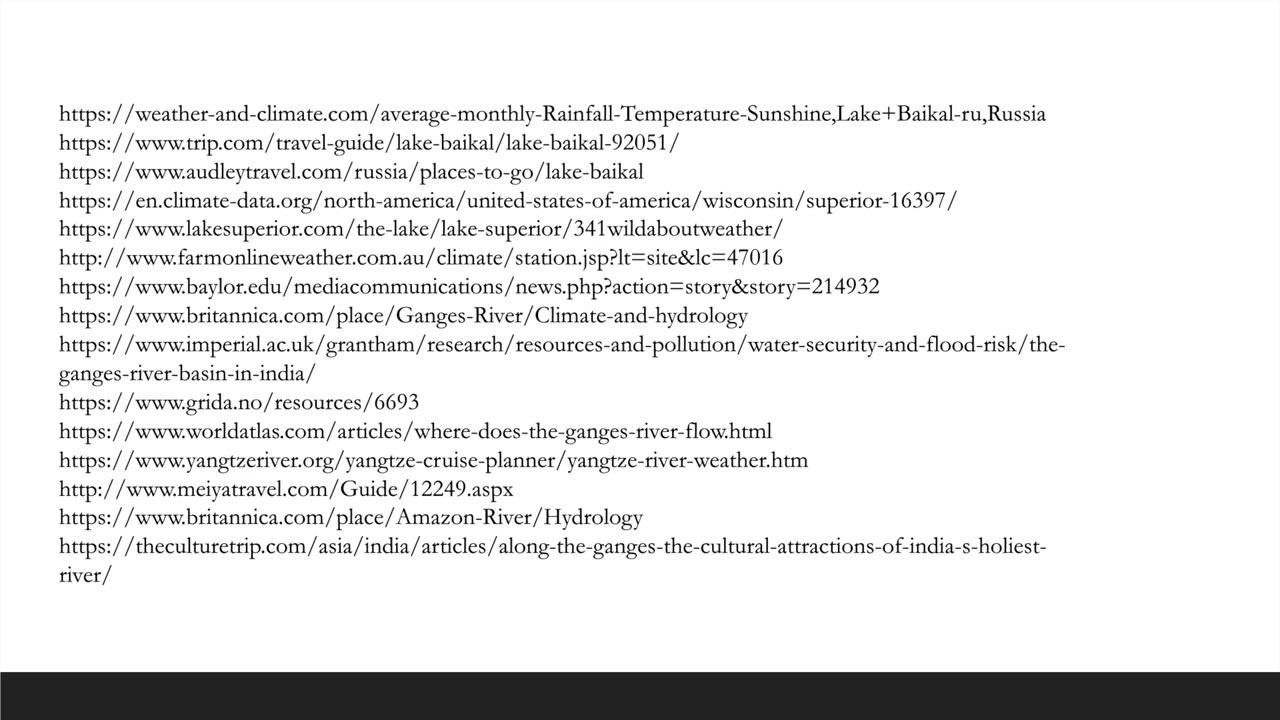 https://weather-and-climate.com/average-monthly-Rainfall-Temperature-Sunshine,Lake+Baikal-ru,Russia
https://www.trip.com/travel-guide/lake-baikal/lake-baikal-92051/
https://www.audleytravel.com/russia/places-to-go/lake-baikal
https://en.climate-data.org/north-america/united-states-of-america/wisconsin/superior-16397/
https://www.lakesuperior.com/the-lake/lake-superior/341wildaboutweather/
http://www.farmonlineweather.com.au/climate/station.jsp?lt=site&lc=47016
https://www.baylor.edu/mediacommunications/news.php?action=story&story=214932
https://www.britannica.com/place/Ganges-River/Climate-and-hydrology
https://www.imperial.ac.uk/grantham/research/resources-and-pollution/water-security-and-flood-risk/the-
ganges-river-basin-in-india/
https://www.grida.no/resources/6693
https://www.worldatlas.com/articles/where-does-the-ganges-river-flow.html
https://www.yangtzeriver.org/yangtze-cruise-planner/yangtze-river-weather.htm
http://www.meiyatravel.com/Guide/12249.aspx
https://www.britannica.com/place/Amazon-River/Hydrology
https://theculturetrip.com/asia/india/articles/along-the-ganges-the-cultural-attractions-of-india-s-holiest-
river/